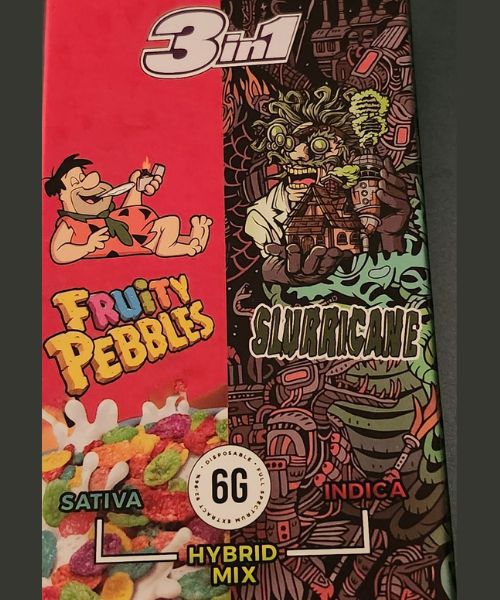 3in1
FRUITY
PEBBLES
SLURRICANE
SATIVA
DISPOSABLE • FULL SPECTRUM EXTRACT
6G
INDICA
HYBRID
MIX